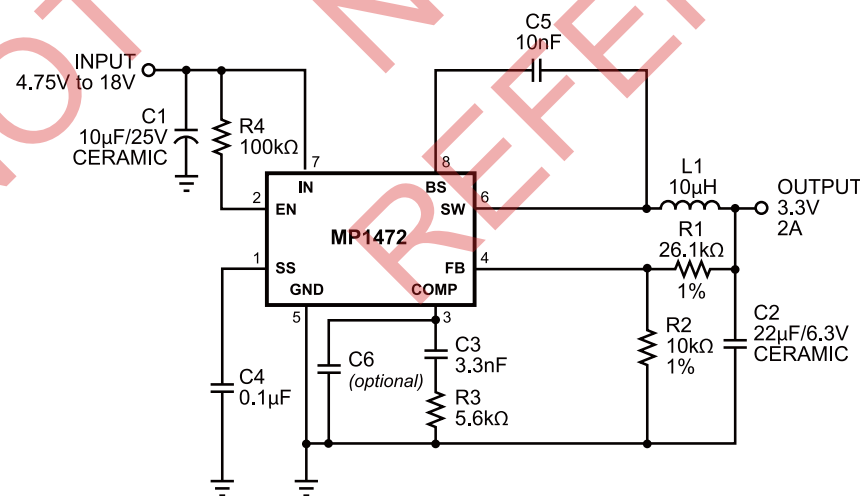 NOT
N
REFE
C5
10nF
INPUT
4.75V to 18V
C1
10µF/25V
CERAMIC
R4
100kΩ
7
8
IN
BS
L1
10µH
2
EN
SW
6
OUTPUT
3.3V
2A
MP1472
R1
26.1kΩ
1%
1
SS
FB
4
GND
COMP
5
3
C2
22µF/6.3V
CERAMIC
R2
10kΩ
1%
C3
3.3nF
C6
(optional)
C4
0.1µF
R3
5.6kΩ